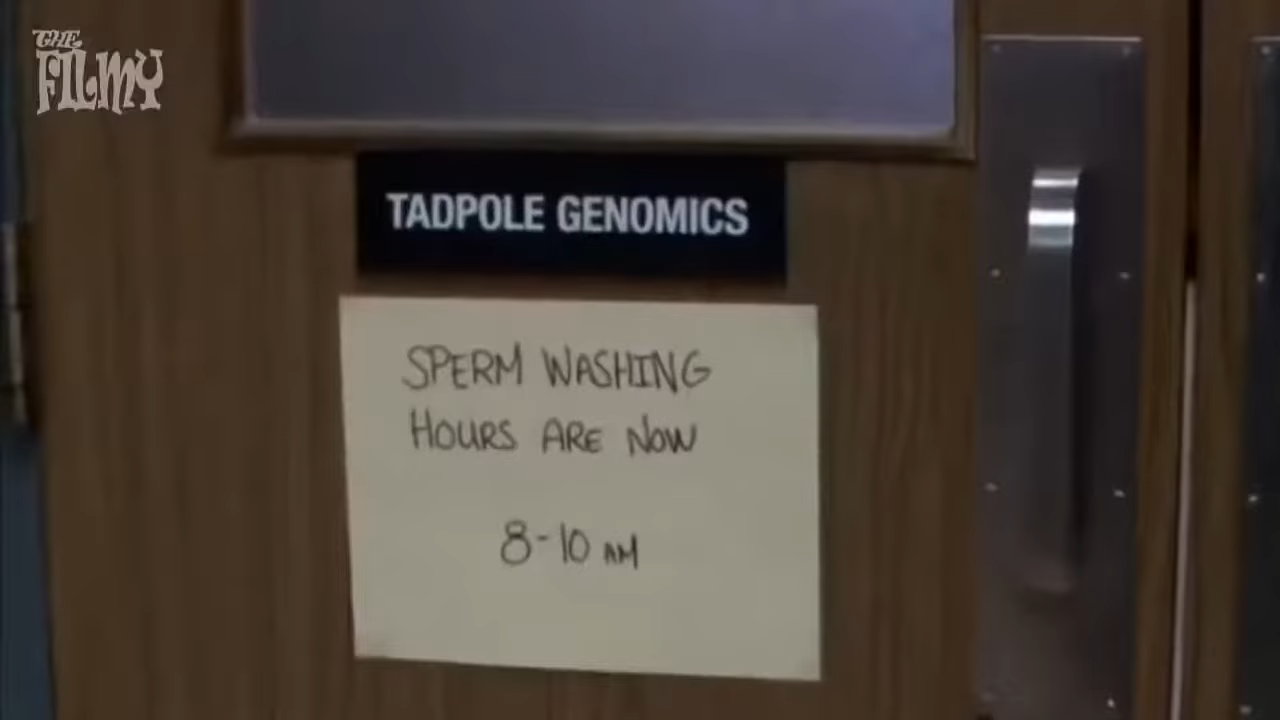 THE
FILMY
TADPOLE GENOMICS
SPERM WASHING
HOURS ARE NOW
8-10 AM